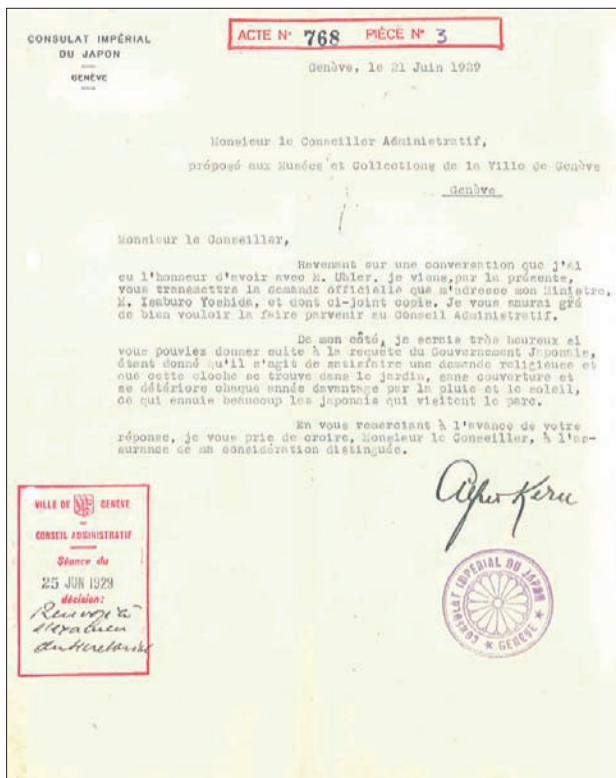 CONSULAT IMPÉRIAL
DU JAPON
GENÈVE
ACTE Nº 768 PIÈCE Nº 3
Genève, le 21 Juin 1929
Monsieur le Conseiller Administratif,
préposé aux Musées et Collections de la Ville de Genève
Genève
Monsieur le Conseiller,
Revenant sur une conversation que j'ai
eu l'honneur d'avoir avec M. Uhler, je viens,par la présente,
vous transmettre la demande officielle que m'adresse mon Ministre,
M. Isaburo Yoshida, et dont ci-joint copie. Je vous saurai gré
de bien vouloir la faire parvenir au Conseil Administratif.
De mon côté, je serais très heureux si
vous pouviez donner suite à la requête du Gouvernement Japonais,
étant donné qu'il s'agit de satisfaire une demande religieuse et
que cette cloche se trouve dans le jardin, sans couverture et
se détériore chaque année davantage par la pluie et le soleil,
ce qui ennuie beaucoup les japonais qui visitent le parc.
En vous remerciant à l'avance de votre
réponse, je vous prie de croire, Monsieur le Conseiller, à l'as-
surance de ma considération distinguée.
Kern
VILLE DE GENÈVE
CONSEIL ADMINISTRATIF
Séance du
25 JUN 1929
décision:
Renvoyé à
l'examen
du secrétariat
CONSULAT IMPÉRIAL DU JAPON
★ GENÈVE ★